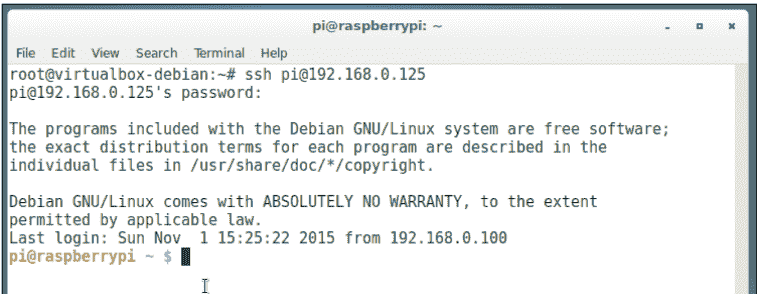 pi@raspberrypi: ~
File Edit View Search Terminal Help
root@virtualbox-debian:~# ssh pi@192.168.0.125
pi@192.168.0.125's password:
The programs included with the Debian GNU/Linux system are free software;
the exact distribution terms for each program are described in the
individual files in /usr/share/doc/*/copyright.
Debian GNU/Linux comes with ABSOLUTELY NO WARRANTY, to the extent
permitted by applicable law.
Last login: Sun Nov  1 15:25:22 2015 from 192.168.0.100
pi@raspberrypi ~ $